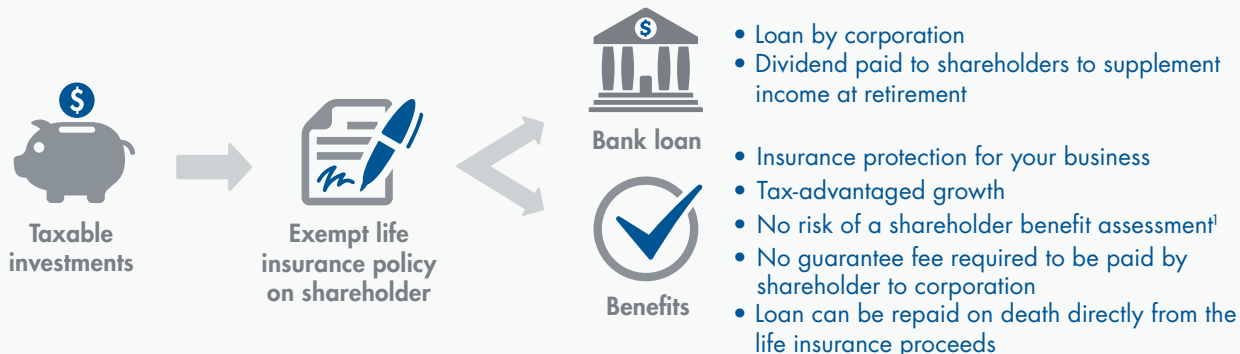 $
Taxable
investments
Exempt life
insurance policy
on shareholder
$
Bank loan
• Loan by corporation
• Dividend paid to shareholders to supplement
income at retirement
Benefits
• Insurance protection for your business
• Tax-advantaged growth
• No risk of a shareholder benefit assessment¹
• No guarantee fee required to be paid by
shareholder to corporation
• Loan can be repaid on death directly from the
life insurance proceeds